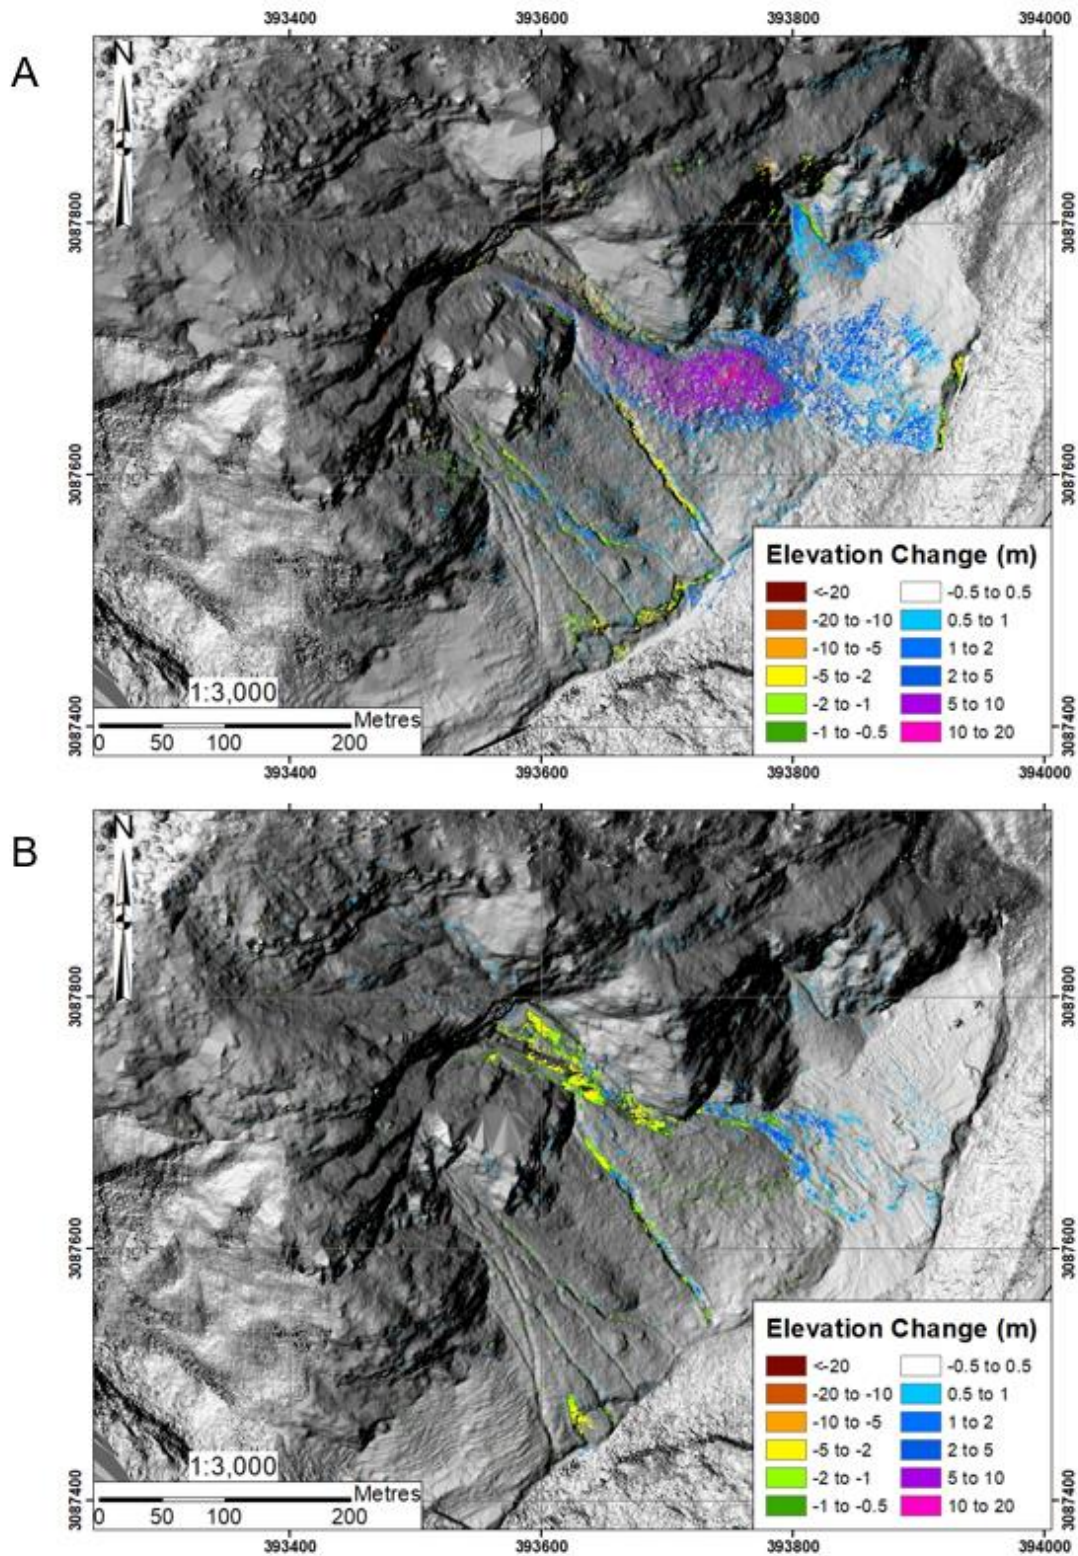 393400 393600 393800 394000
A
N
3087800 3087800
3087600 3087600
Elevation Change (m)
<-20 -0.5 to 0.5
-20 to -10 0.5 to 1
-10 to -5 1 to 2
-5 to -2 2 to 5
-2 to -1 5 to 10
-1 to -0.5 10 to 20
1:3,000
Metres
0 50 100 200
3087400 3087400
393400 393600 393800 394000
B
N
3087800 3087800
3087600 3087600
Elevation Change (m)
<-20 -0.5 to 0.5
-20 to -10 0.5 to 1
-10 to -5 1 to 2
-5 to -2 2 to 5
-2 to -1 5 to 10
-1 to -0.5 10 to 20
1:3,000
Metres
0 50 100 200
3087400 3087400
393400 393600 393800 394000